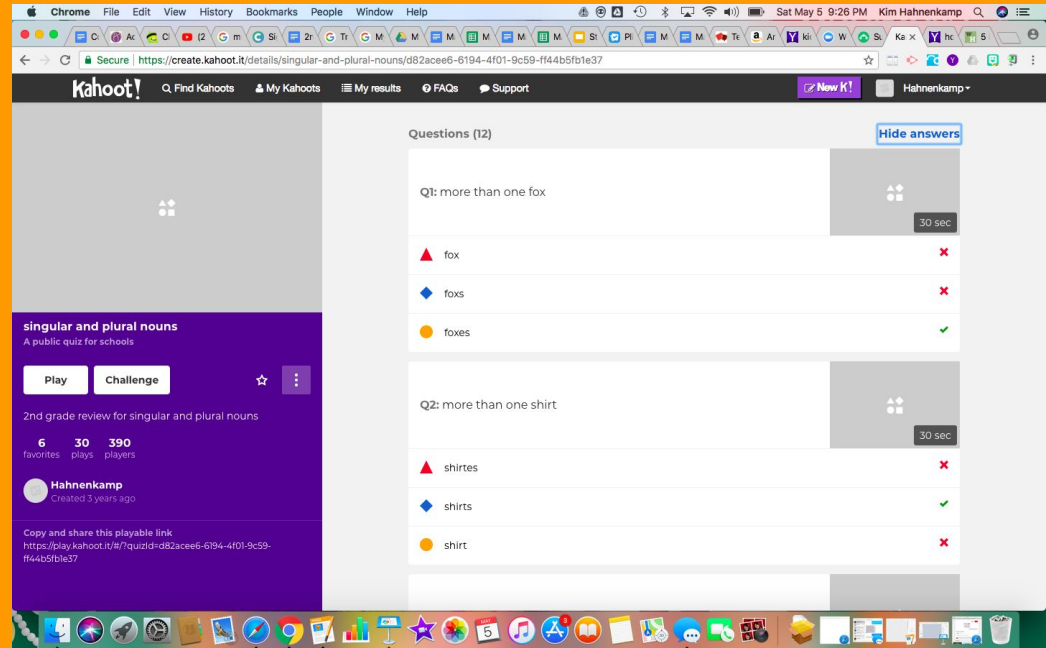 Chrome File Edit View History Bookmarks People Window Help Sat May 5 9:26 PM Kim Hahnenkamp
Secure https://create.kahoot.it/details/singular-and-plural-nouns/d82acee6-6194-4f01-9c59-ff44b5fb1e37
Kahoot! Find Kahoots My Kahoots My results FAQs Support New K! Hahnenkamp
Questions (12) Hide answers
Q1: more than one fox
30 sec
fox
foxs
foxes
singular and plural nouns
A public quiz for schools
Play Challenge
2nd grade review for singular and plural nouns
6 30 390
favorites plays players
Hahnenkamp
Created 3 years ago
Copy and share this playable link
https://play.kahoot.it/#/?quizId=d82acee6-6194-4f01-9c59-
ff44b5fb1e37
Q2: more than one shirt
30 sec
shirtes
shirts
shirt